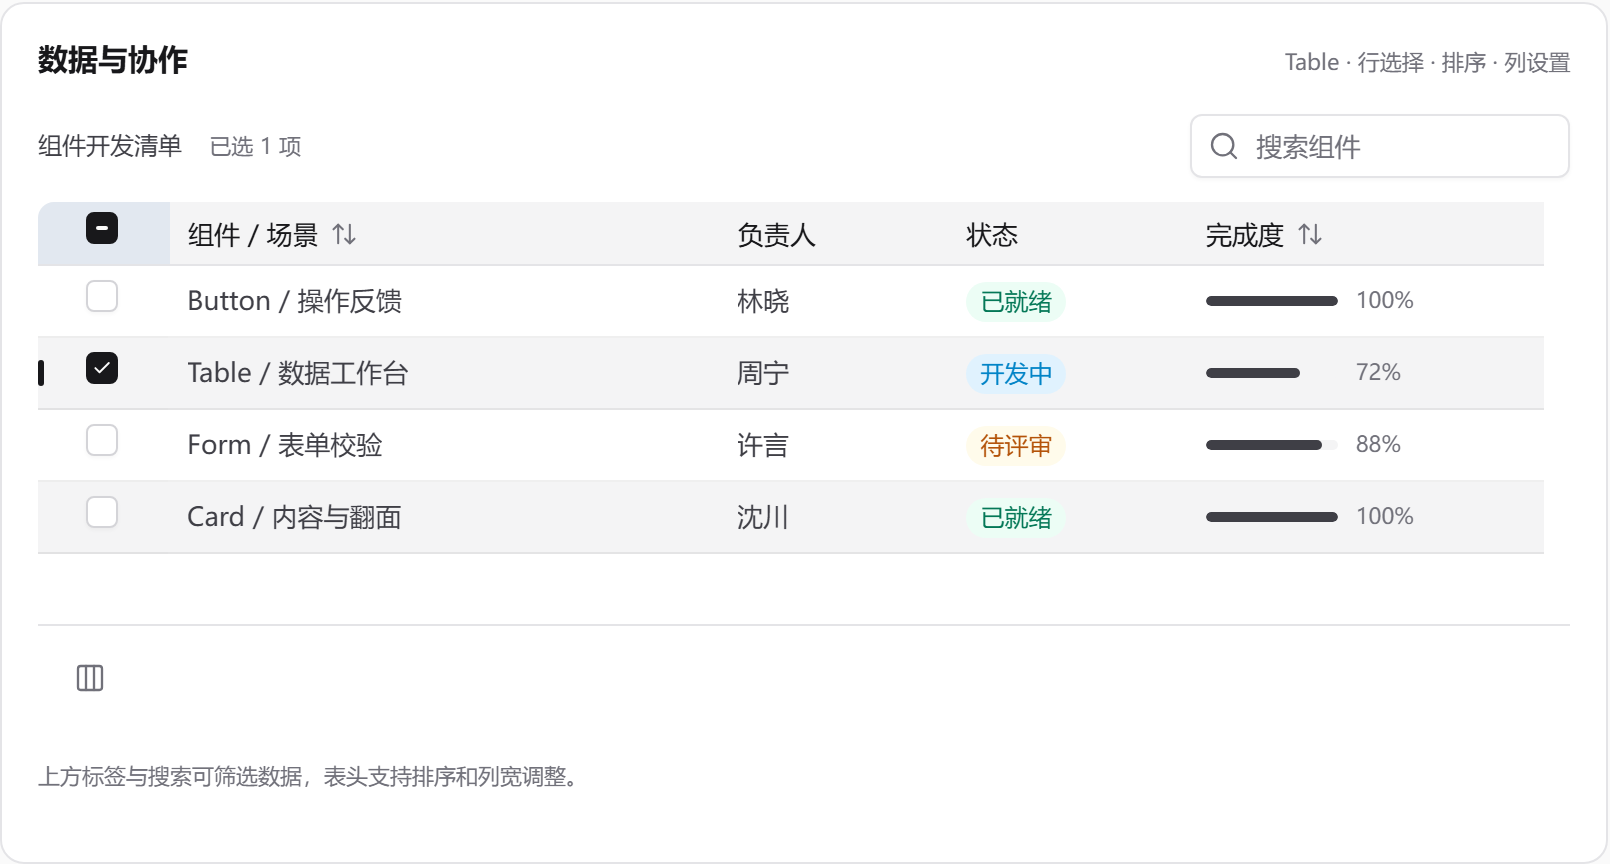 数据与协作
Table · 行选择 · 排序 · 列设置
组件开发清单 已选 1 项
搜索组件
组件 / 场景 负责人 状态 完成度
Button / 操作反馈 林晓 已就绪 100%
Table / 数据工作台 周宁 开发中 72%
Form / 表单校验 许言 待评审 88%
Card / 内容与翻面 沈川 已就绪 100%
上方标签与搜索可筛选数据，表头支持排序和列宽调整。